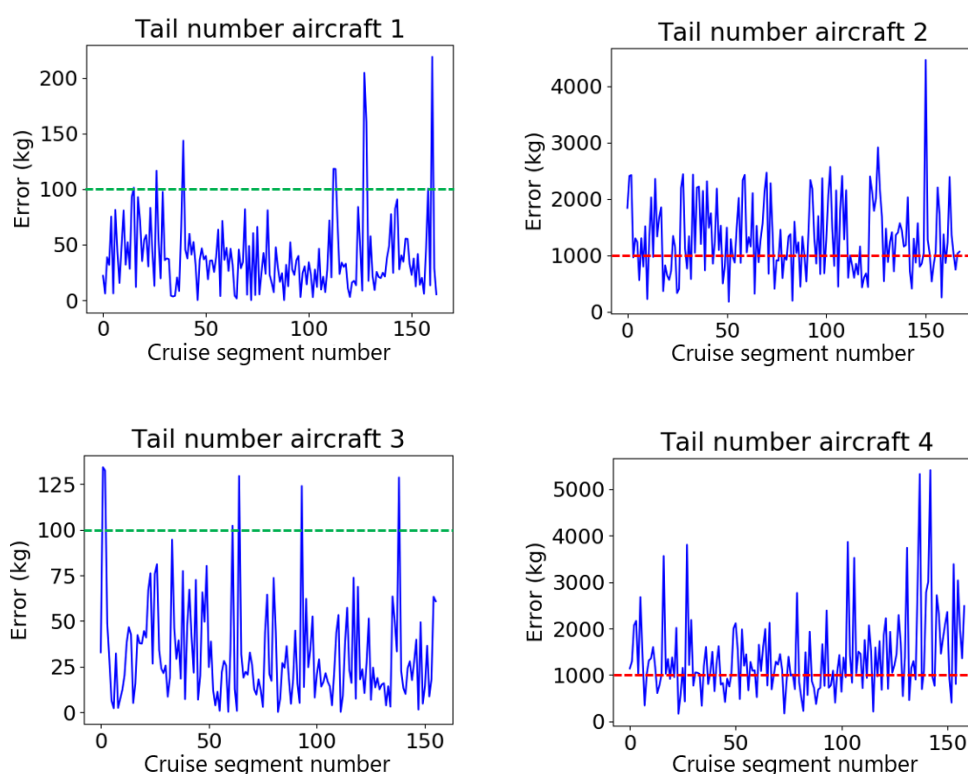 Tail number aircraft 1
Error (kg)
200
150
100
50
0
0 50 100 150
Cruise segment number
Tail number aircraft 2
Error (kg)
4000
3000
2000
1000
0
0 50 100 150
Cruise segment number
Tail number aircraft 3
Error (kg)
125
100
75
50
25
0
0 50 100 150
Cruise segment number
Tail number aircraft 4
Error (kg)
5000
4000
3000
2000
1000
0
0 50 100 150
Cruise segment number